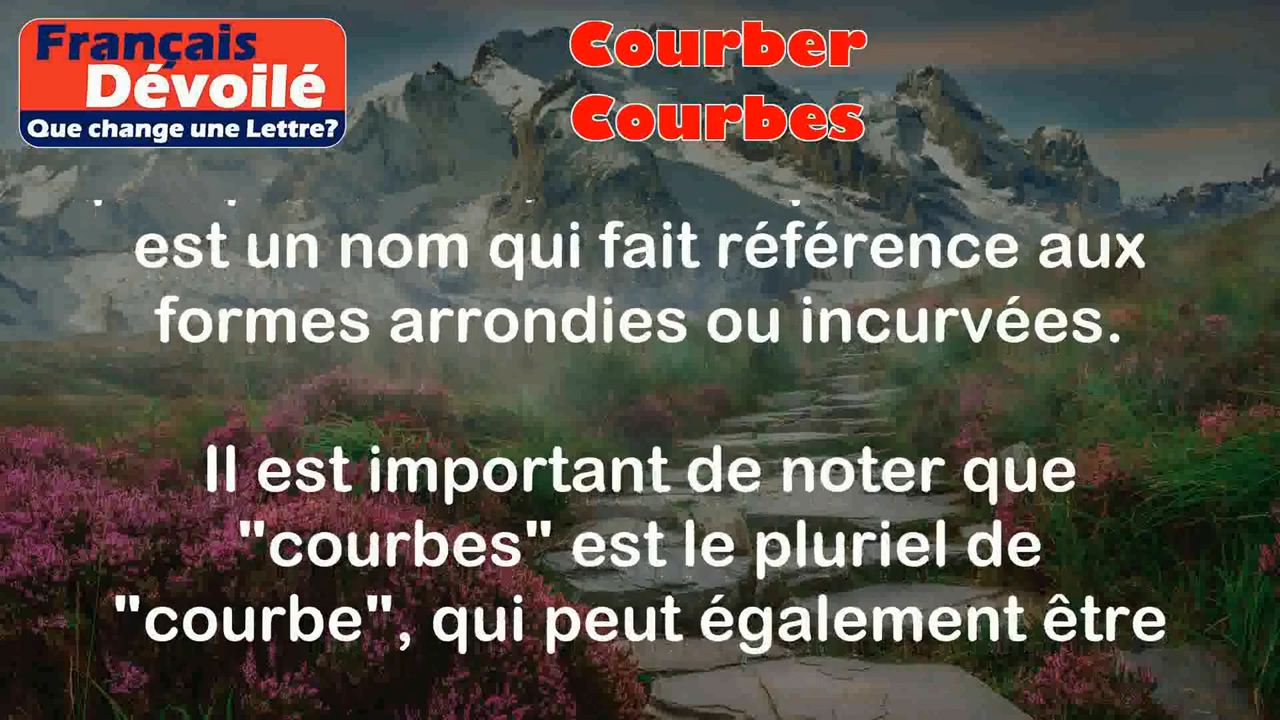 Français
Dévoilé
Que change une Lettre?
Courber
Courbes
est un nom qui fait référence aux
formes arrondies ou incurvées.
Il est important de noter que
"courbes" est le pluriel de
"courbe", qui peut également être